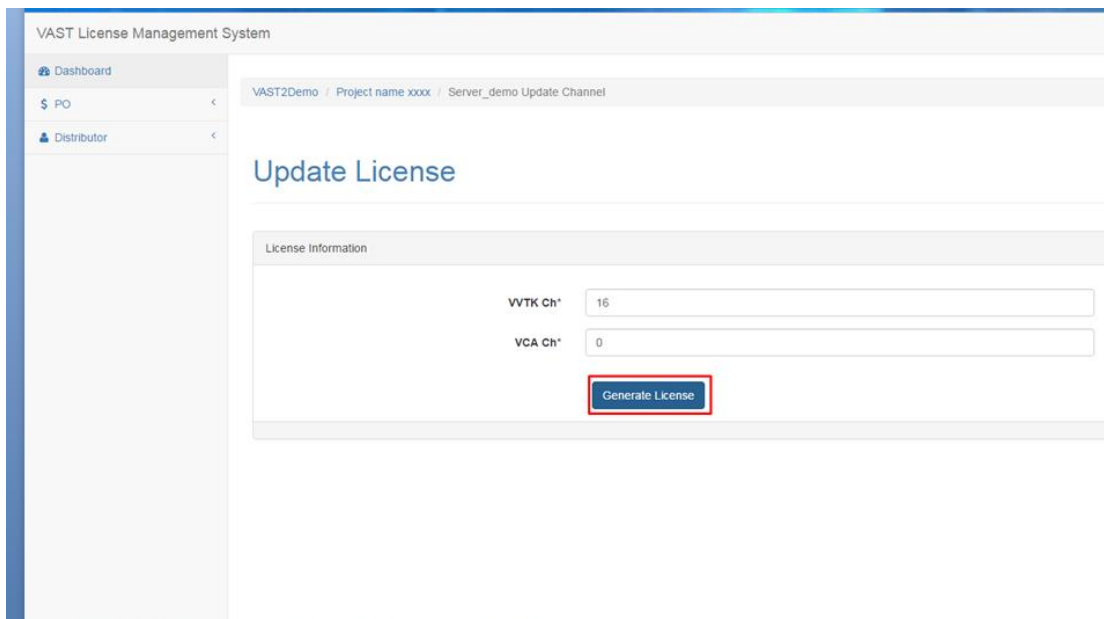 VAST License Management System
Dashboard
$ PO <
Distributor <
VAST2Demo / Project name xxxx / Server_demo Update Channel
Update License
License Information
VVTK Ch* 16
VCA Ch* 0
Generate License